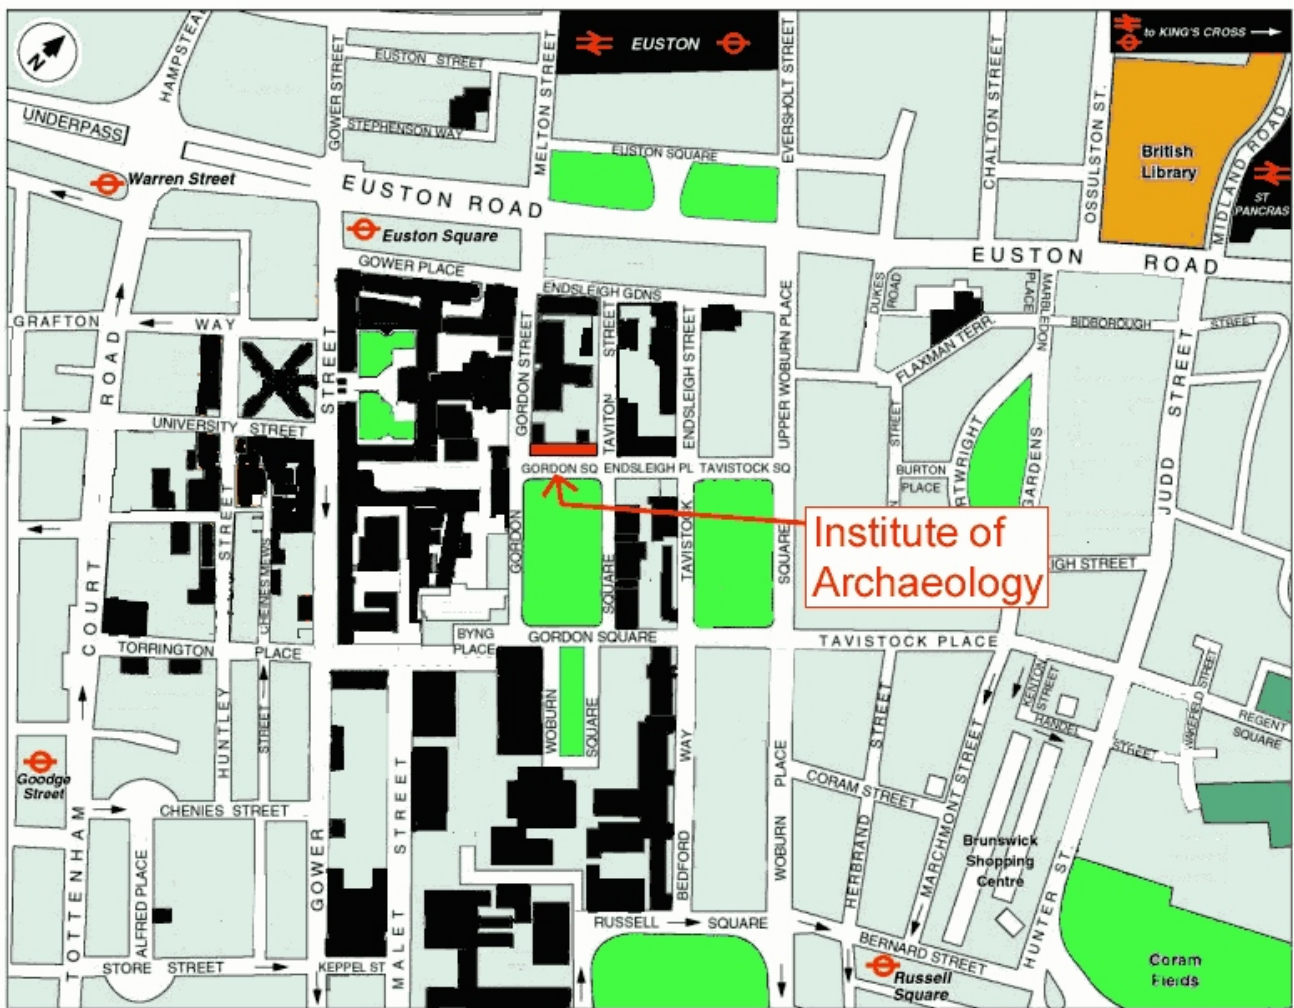 N
HAMPSTEAD
GOWER STREET
EUSTON STREET
STEPHENSON WAY
MELTON STREET
EUSTON
EVERSHOLT STREET
CHALTON STREET
OSSULSTON ST.
to KING'S CROSS
British
Library
MIDLAND ROAD
ST
PANCRAS
UNDERPASS
Warren Street
EUSTON SQUARE
EUSTON ROAD
Euston Square
GOWER PLACE
EUSTON ROAD
ENDSLEIGH GDNS
DUKES
ROAD
MARBLEDON
PLACE
BIDBOROUGH STREET
FLAXMAN TERR.
GRAFTON WAY
ROAD
STREET
GORDON STREET
TAVITON STREET
ENDSLEIGH STREET
UPPER WOBURN PLACE
JUDD STREET
UNIVERSITY STREET
STREET
GORDON SQ
ENDSLEIGH PL
TAVISTOCK SQ
BURTON
PLACE
RTWRIGHT
GARDENS
N
STREET
CHEINES MEWS
GORDON
SQUARE
TAVISTOCK
SQUARE
Institute of
Archaeology
IGH STREET
COURT
TORRINGTON PLACE
BYNG
PLACE
GORDON SQUARE
TAVISTOCK PLACE
HUNTLEY
STREET
WOBURN
SQUARE
WAY
PLACE
STREET
KENTON
STREET
HANDEL
STREET
WAKEFIELD STREET
REGENT
SQUARE
Goodge
Street
CHENIES STREET
MALET STREET
CORAM STREET
MARCHMONT STREET
HERBRAND
Brunswick
Shopping
Centre
HUNTER ST.
TOTTENHAM
ALFRED PLACE
GOWER
BEDFORD
WOBURN
RUSSELL SQUARE
BERNARD STREET
Russell
Square
STORE STREET
KEPPEL ST
Coram
Fields